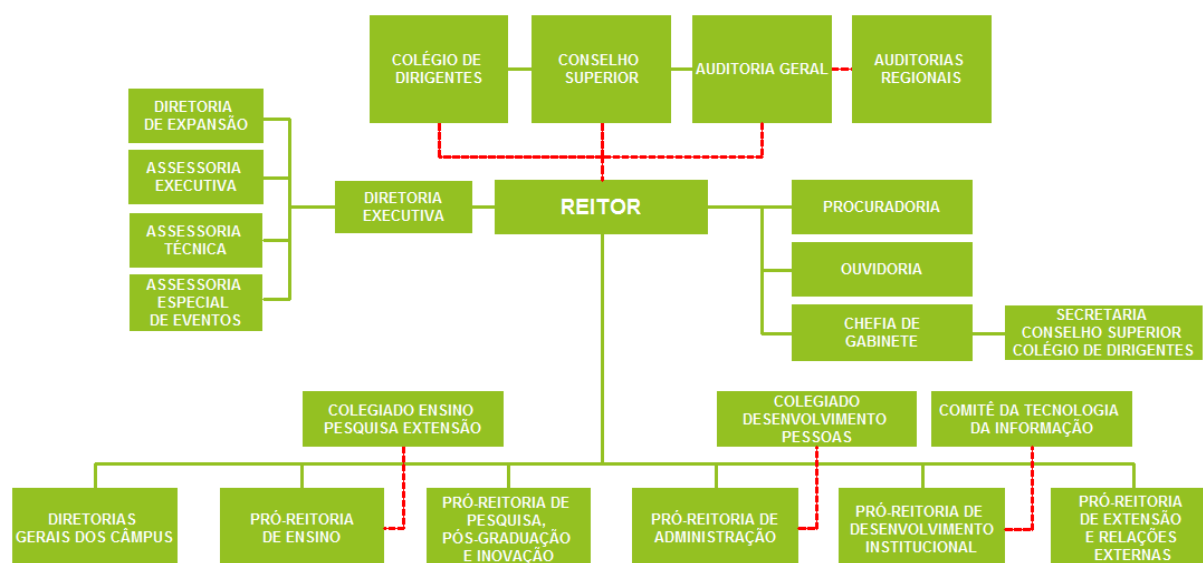 COLÉGIO DE
DIRIGENTES
CONSELHO
SUPERIOR
AUDITORIA GERAL
AUDITORIAS
REGIONAIS
DIRETORIA
DE EXPANSÃO
ASSESSORIA
EXECUTIVA
ASSESSORIA
TÉCNICA
ASSESSORIA
ESPECIAL
DE EVENTOS
DIRETORIA
EXECUTIVA
REITOR
PROCURADORIA
OUVIDORIA
CHEFIA DE
GABINETE
SECRETARIA
CONSELHO SUPERIOR
COLÉGIO DE DIRIGENTES
COLEGIADO ENSINO
PESQUISA EXTENSÃO
COLEGIADO
DESENVOLVIMENTO
PESSOAS
COMITÊ DA TECNOLOGIA
DA INFORMAÇÃO
DIRETORIAS
GERAIS DOS CÂMPUS
PRÓ-REITORIA
DE ENSINO
PRÓ-REITORIA DE
PESQUISA,
PÓS-GRADUAÇÃO
E INOVAÇÃO
PRÓ-REITORIA DE
ADMINISTRAÇÃO
PRÓ-REITORIA DE
DESENVOLVIMENTO
INSTITUCIONAL
PRÓ-REITORIA
DE EXTENSÃO
E RELAÇÕES
EXTERNAS